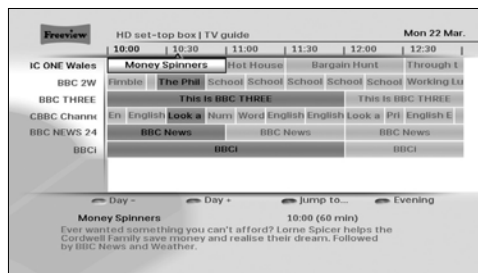 Freeview HD set-top box | TV guide Mon 22 Mar.
| 10:00 | 10:30 | 11:00 | 11:30 | 12:00 | 12:30 |
IC ONE Wales Money Spinners Hot House Bargain Hunt Through t
BBC 2W Fimble The Phil School School School School School Working Lu
BBC THREE This Is BBC THREE This Is BBC THREE
CBBC Channe En English Look a Num Word English English Look a Pri English E
BBC NEWS 24 BBC News BBC News BBC News
BBCi BBCi BBCi
Day - Day + Jump to... Evening
Money Spinners 10:00 (60 min)
Ever wanted something you can't afford? Lorne Spicer helps the
Cordwell Family save money and realise their dream. Followed
by BBC News and Weather.